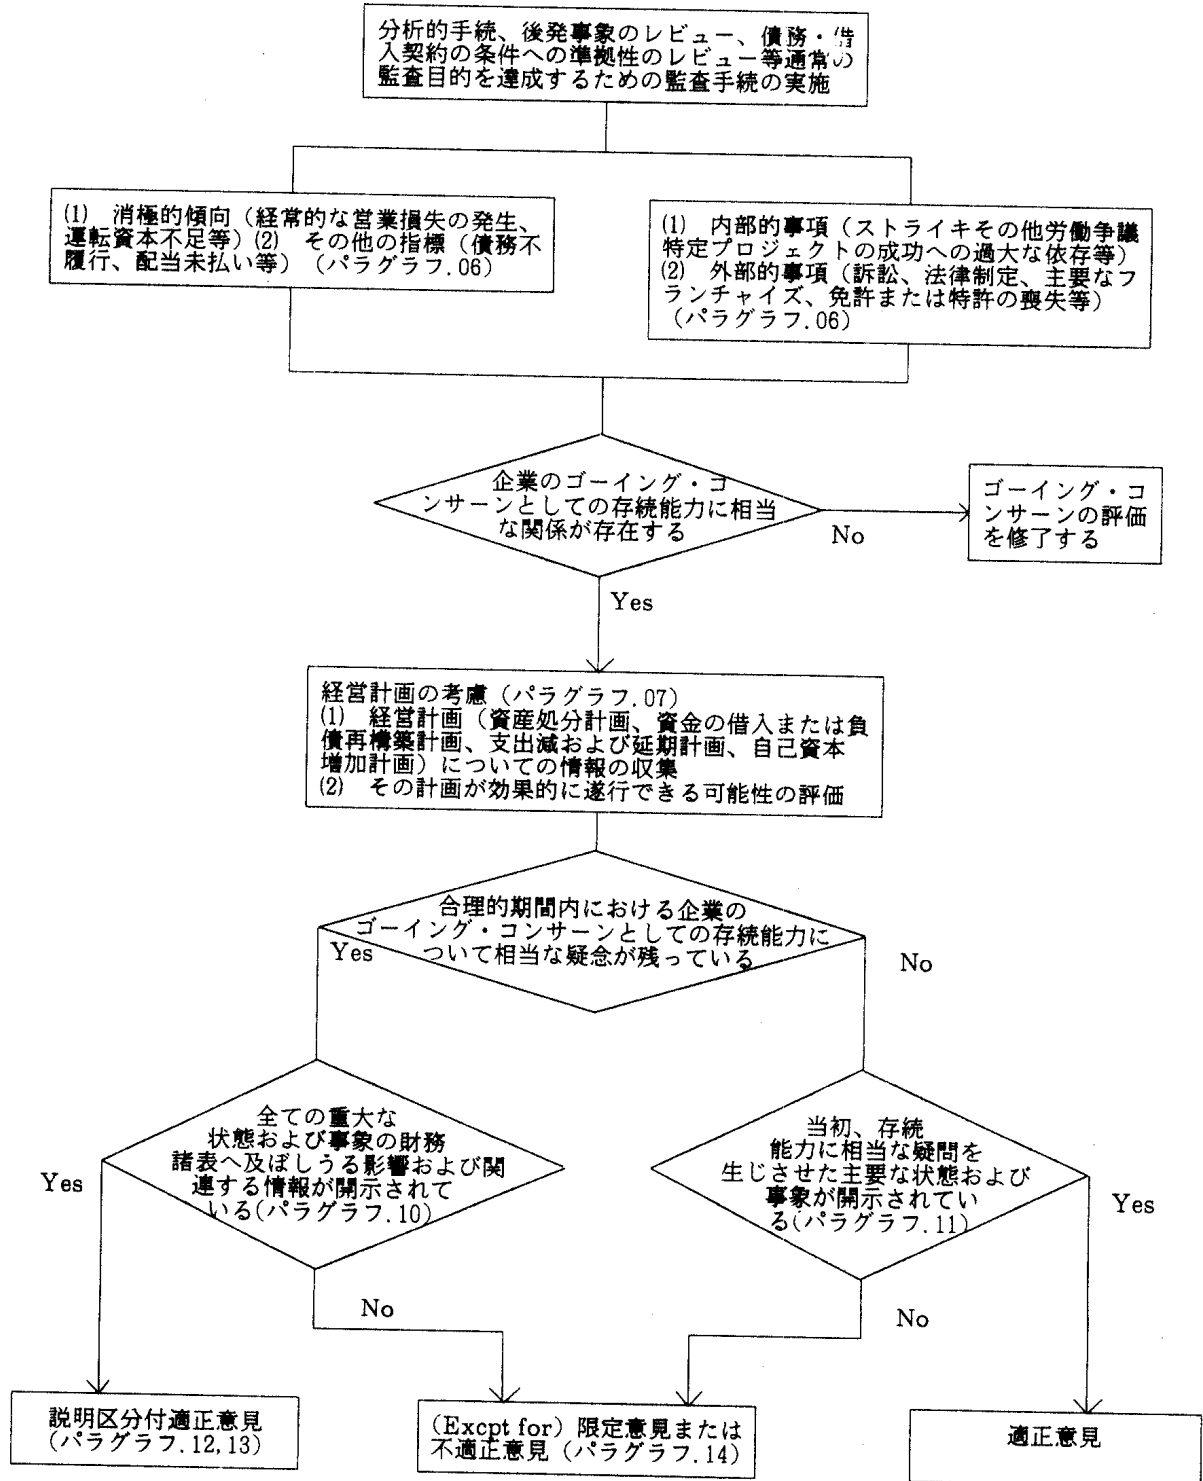 分析的手続、後発事象のレビュー、債務・借
入契約の条件への準拠性のレビュー等通常の
監査目的を達成するための監査手続の実施
(1) 消極的傾向（経常的な営業損失の発生、
運転資本不足等）(2) その他の指標（債務不
履行、配当未払い等）（パラグラフ.06）
(1) 内部的事項（ストライキその他労働争議
特定プロジェクトの成功への過大な依存等）
(2) 外部的事項（訴訟、法律制定、主要なフ
ランチャイズ、免許または特許の喪失等）
（パラグラフ.06）
企業のゴーイング・コ
ンサーンとしての存続能力に相当
な関係が存在する
No
ゴーイング・コ
ンサーンの評価
を修了する
Yes
経営計画の考慮（パラグラフ.07）
(1) 経営計画（資産処分計画、資金の借入または負
債再構築計画、支出減および延期計画、自己資本
増加計画）についての情報の収集
(2) その計画が効果的に遂行できる可能性の評価
合理的期間内における企業の
ゴーイング・コンサーンとしての存続能力に
ついて相当な疑念が残っている
Yes
No
全ての重大な
状態および事象の財務
諸表へ及ぼしうる影響および関
連する情報が開示されて
いる(パラグラフ.10)
Yes
No
当初、存続
能力に相当な疑問を
生じさせた主要な状態および
事象が開示されてい
る(パラグラフ.11)
Yes
No
説明区分付適正意見
(パラグラフ.12,13)
(Excpt for) 限定意見または
不適正意見 (パラグラフ.14)
適正意見